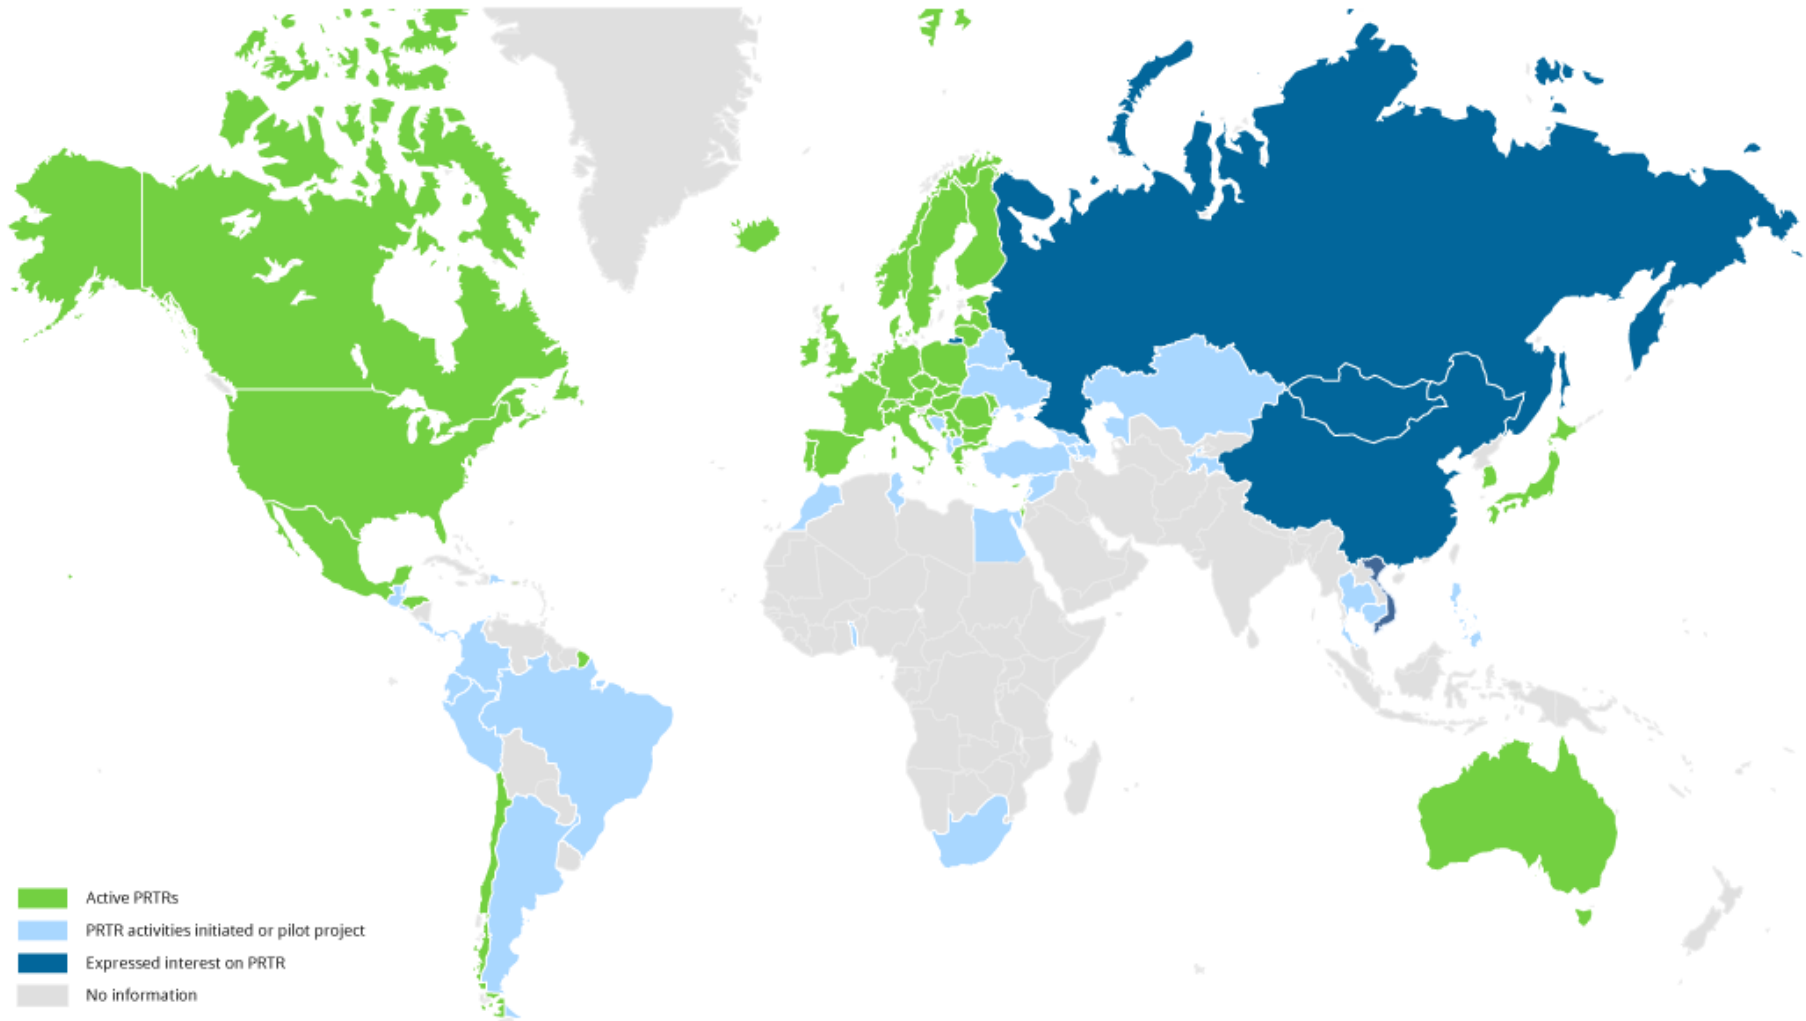 Active PRTRs
PRTR activities initiated or pilot project
Expressed interest on PRTR
No information